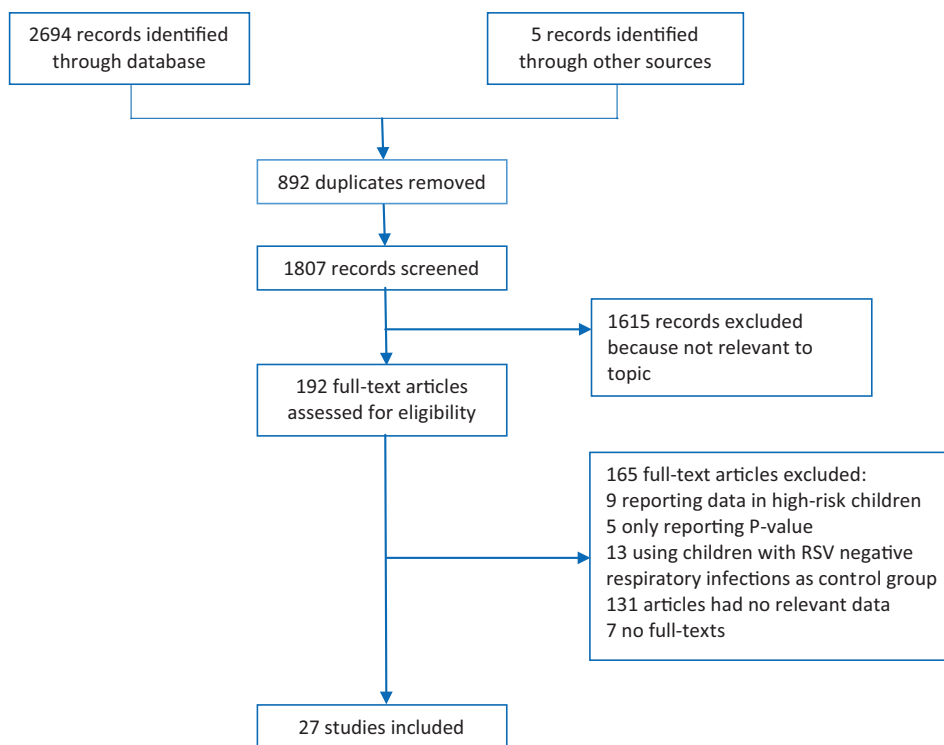 2694 records identified
through database
5 records identified
through other sources
892 duplicates removed
1807 records screened
1615 records excluded
because not relevant to
topic
192 full-text articles
assessed for eligibility
165 full-text articles excluded:
9 reporting data in high-risk children
5 only reporting P-value
13 using children with RSV negative
respiratory infections as control group
131 articles had no relevant data
7 no full-texts
27 studies included